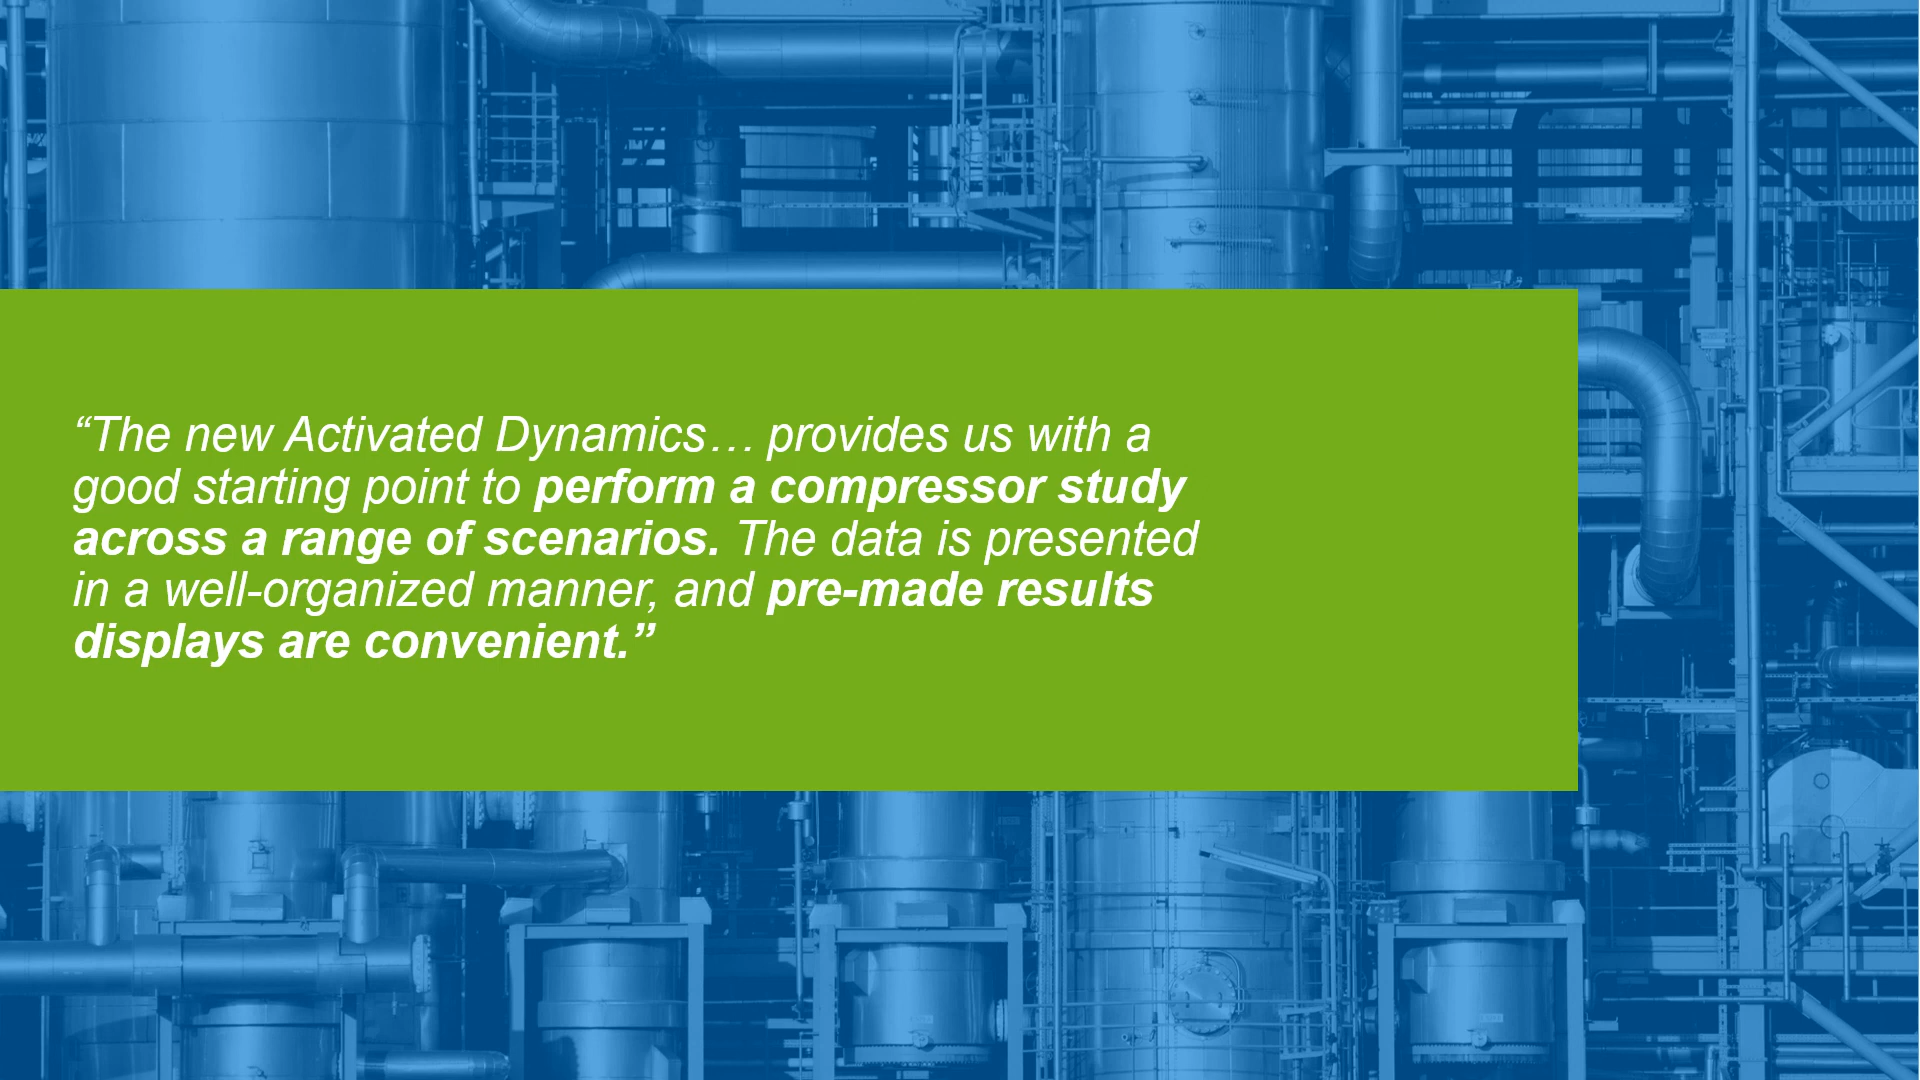 “The new Activated Dynamics… provides us with a
good starting point to perform a compressor study
across a range of scenarios. The data is presented
in a well-organized manner, and pre-made results
displays are convenient.”